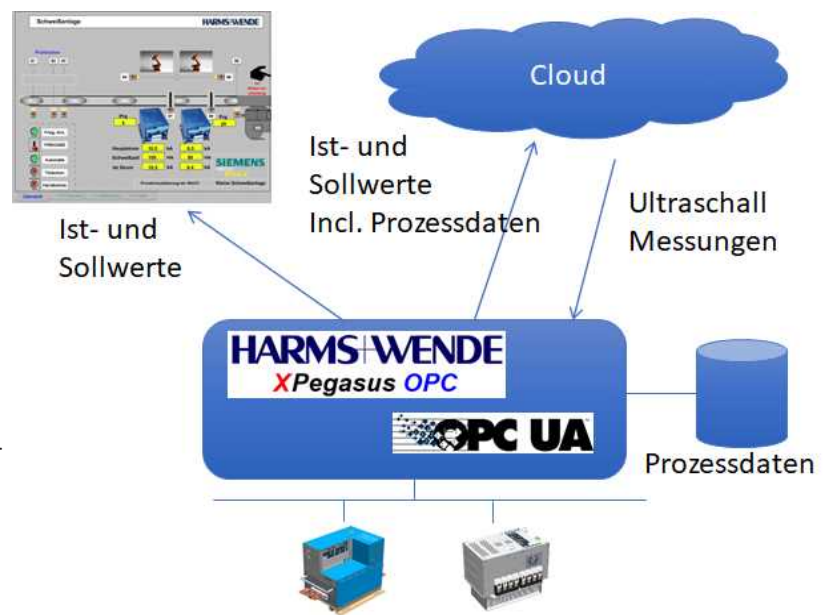 Schweißanlage
HARMS+WENDE
SIEMENS
Cloud
Ist- und
Sollwerte
Incl. Prozessdaten
Ultraschall
Messungen
Ist- und
Sollwerte
HARMS+WENDE
XPegasus OPC
OPC UA
Prozessdaten